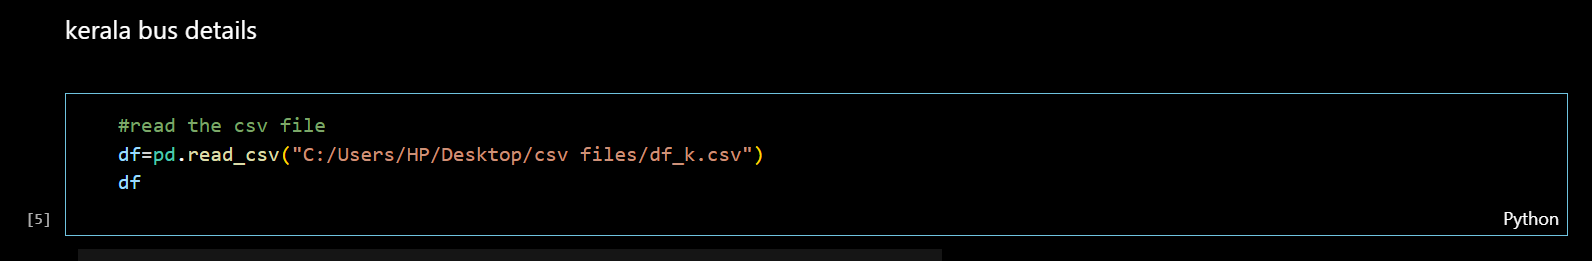 kerala bus details
#read the csv file
df=pd.read_csv("C:/Users/HP/Desktop/csv files/df_k.csv")
df
[5]
Python